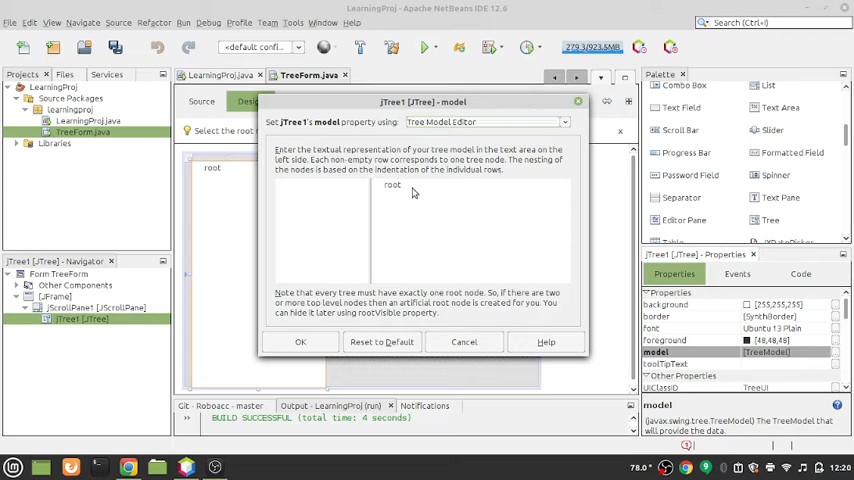 LearningProj - Apache NetBeans IDE 12.6
File Edit View Navigate Source Refactor Run Debug Profile Team Tools Window Help
Search (Ctrl+I)
<default confi...
279.3/923.5MB
Projects Files Services
LearningProj.java TreeForm.java
Palette
LearningProj
Source Packages
learningproj
LearningProj.java
TreeForm.java
Libraries
Source Desig
Select the root n
jTree1 [JTree] - model
Set jTree1's model property using: Tree Model Editor
Enter the textual representation of your tree model in the text area on the
left side. Each non-empty row corresponds to one tree node. The nesting of
the nodes is based on the indentation of the individual rows.
root
root
Note that every tree must have exactly one root node. So, if there are two
or more top level nodes then an artificial root node is created for you. You
can hide it later using rootVisible property.
OK Reset to Default Cancel Help
Combo Box List
Text Field Text Area
Scroll Bar Slider
Progress Bar Formatted Field
Password Field Spinner
Editor Pane Text Pane
Tree
jTree1 [JTree] - Navigator
Form TreeForm
Other Components
[JFrame]
jScrollPane1 [JScrollPane]
jTree1 [JTree]
jTree1 [JTree] - Properties
Properties Events Code
Properties
background [255,255,255]
border [SynthBorder]
font Ubuntu 13 Plain
foreground [48,48,48]
model [TreeModel]
toolTipText
Other Properties
UIClassID TreeUI
model
(javax.swing.tree.TreeModel) The TreeModel that
will provide the data.
Git - Roboacc - master Output - LearningProj (run) Notifications
BUILD SUCCESSFUL (total time: 4 seconds)
78.0° 12:20